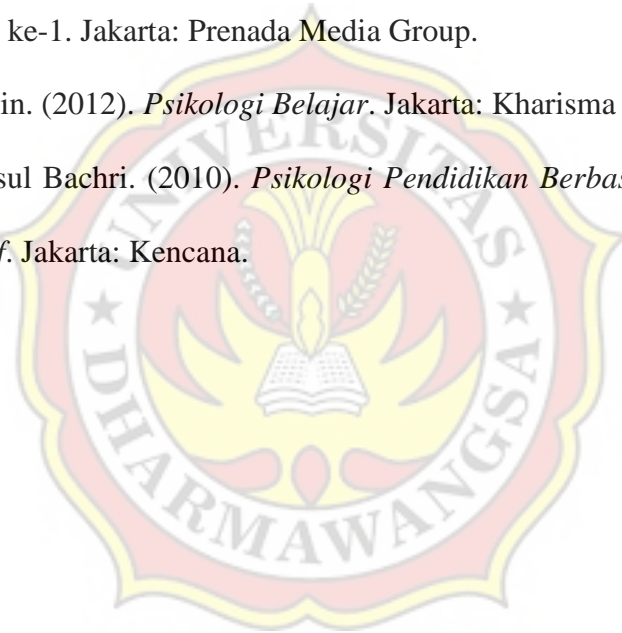 ke-1. Jakarta: Prenada Media Group.
in. (2012). Psikologi Belajar. Jakarta: Kharisma
sul Bachri. (2010). Psikologi Pendidikan Berbas
f. Jakarta: Kencana.
UNIVERSITAS
DHARMAWANGSA